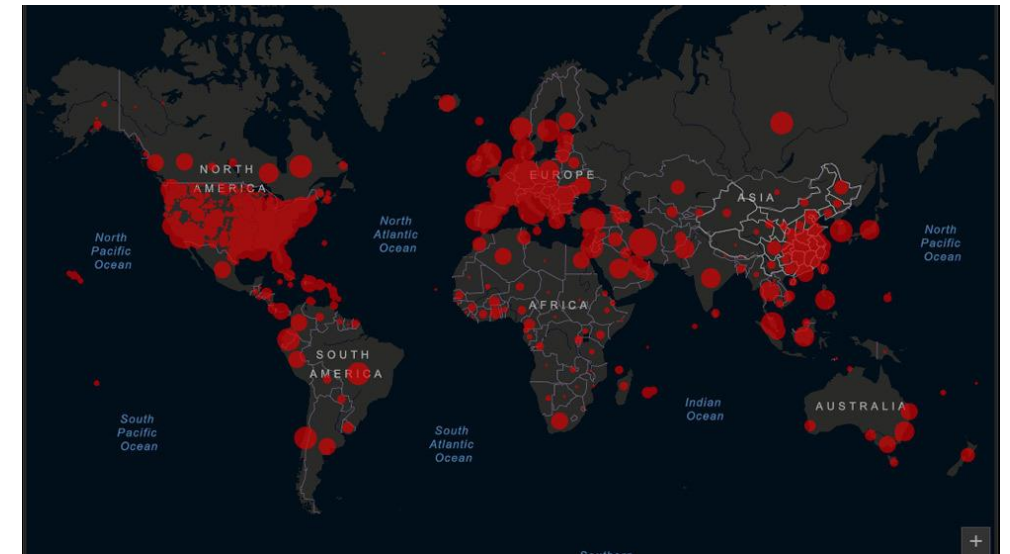 NORTH
AMERICA
EUROPE
ASIA
North
Pacific
Ocean
North
Atlantic
Ocean
North
Pacific
Ocean
AFRICA
SOUTH
AMERICA
Indian
Ocean
AUSTRALIA
South
Pacific
Ocean
South
Atlantic
Ocean
Southern
+